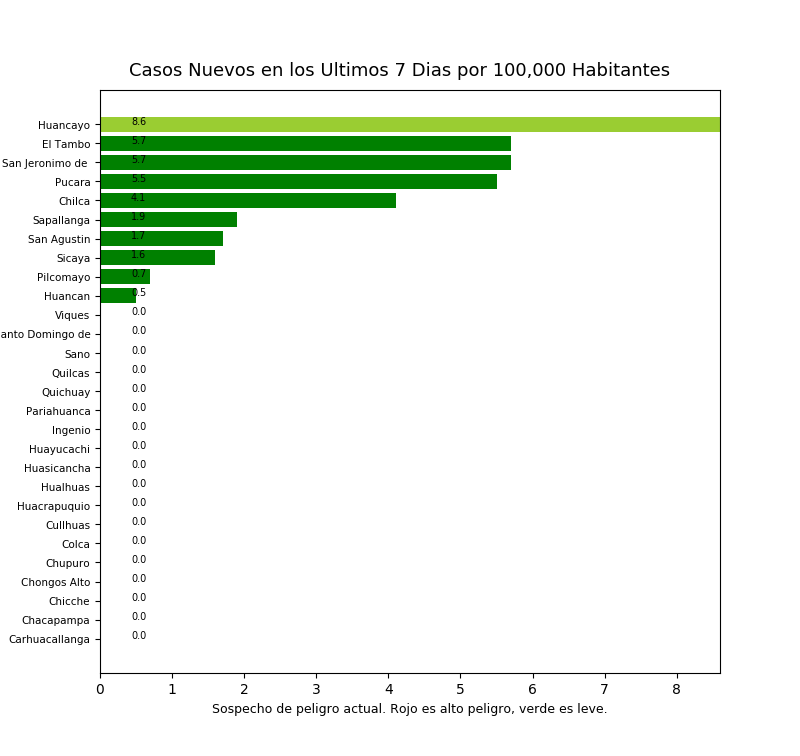 Casos Nuevos en los Ultimos 7 Dias por 100,000 Habitantes
Huancayo 8.6
El Tambo 5.7
San Jeronimo de 5.7
Pucara 5.5
Chilca 4.1
Sapallanga 1.9
San Agustin 1.7
Sicaya 1.6
Pilcomayo 0.7
Huancan 0.5
Viques 0.0
anto Domingo de 0.0
Sano 0.0
Quilcas 0.0
Quichuay 0.0
Pariahuanca 0.0
Ingenio 0.0
Huayucachi 0.0
Huasicancha 0.0
Hualhuas 0.0
Huacrapuquio 0.0
Cullhuas 0.0
Colca 0.0
Chupuro 0.0
Chongos Alto 0.0
Chicche 0.0
Chacapampa 0.0
Carhuacallanga 0.0
0 1 2 3 4 5 6 7 8
Sospecho de peligro actual. Rojo es alto peligro, verde es leve.